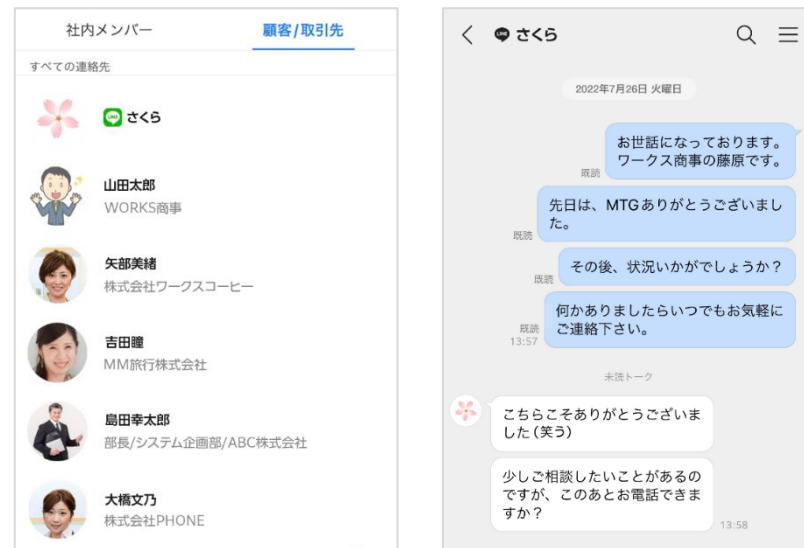 社内メンバー
顧客/取引先
すべての連絡先
LINE さくら
山田太郎
WORKS商事
矢部美緒
株式会社ワークスコーヒー
吉田瞳
MM旅行株式会社
島田幸太郎
部長/システム企画部/ABC株式会社
大橋文乃
株式会社PHONE
LINE さくら
2022年7月26日 火曜日
お世話になっております。
ワークス商事の藤原です。
既読
先日は、MTGありがとうございまし
た。
既読
その後、状況いかがでしょうか?
既読
何かありましたらいつでもお気軽に
ご連絡下さい。
既読
13:57
未読トーク
こちらこそありがとうございま
した(笑う)
少しご相談したいことがあるの
ですが、このあとお電話できま
すか?
13:58